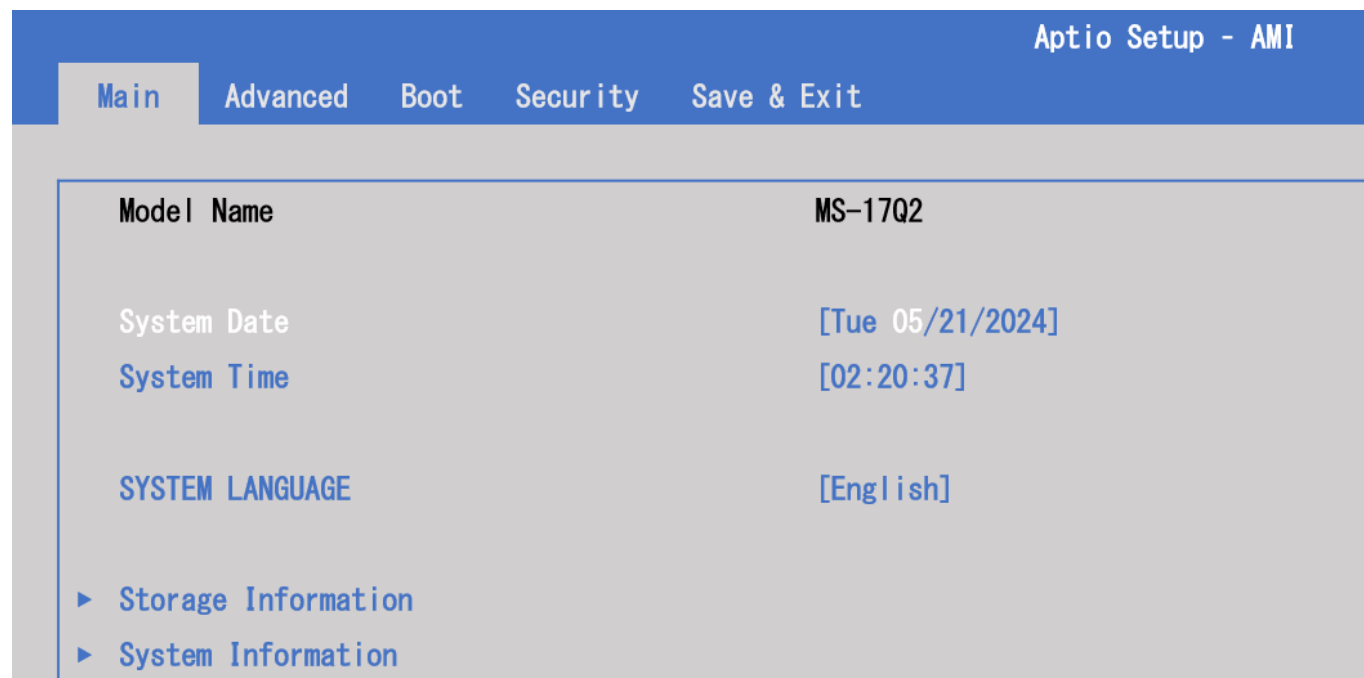 Aptio Setup - AMI
Main Advanced Boot Security Save & Exit
Model Name MS-17Q2
System Date [Tue 05/21/2024]
System Time [02:20:37]
SYSTEM LANGUAGE [English]
► Storage Information
► System Information